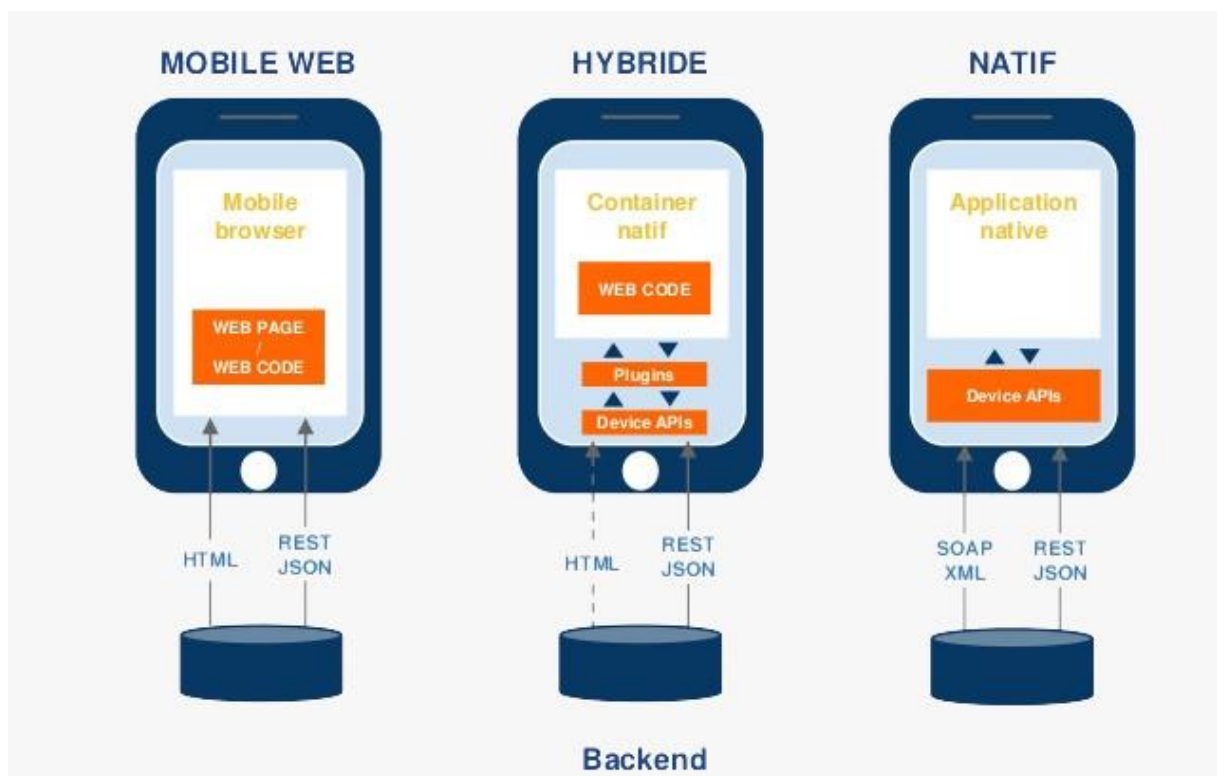 MOBILE WEB
Mobile
browser
WEB PAGE
/
WEB CODE
HTML
REST
JSON
HYBRIDE
Container
natif
WEB CODE
Plugins
Device APIs
HTML
REST
JSON
NATIF
Application
native
Device APIs
SOAP
XML
REST
JSON
Backend